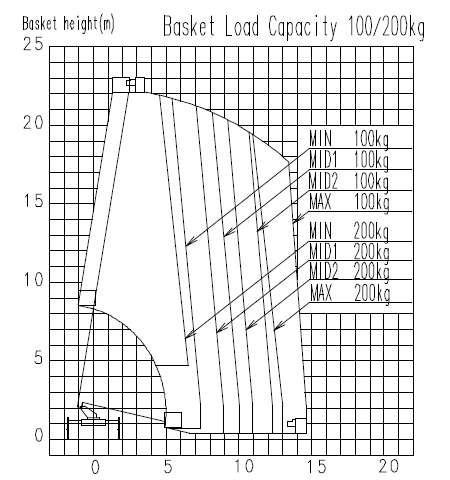 Basket height(m)
Basket Load Capacity 100/200kg
25
20
15
10
5
0
MIN 100kg
MID1 100kg
MID2 100kg
MAX 100kg
MIN 200kg
MID1 200kg
MID2 200kg
MAX 200kg
0 5 10 15 20